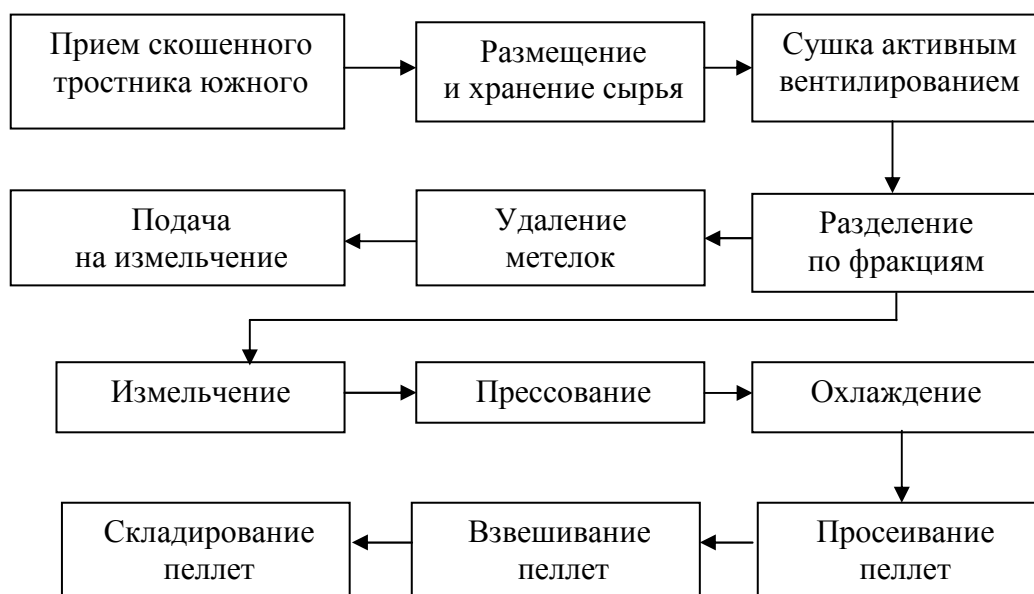 Прием скошенного
тростника южного
Размещение
и хранение сырья
Сушка активным
вентилированием
Подача
на измельчение
Удаление
метелок
Разделение
по фракциям
Измельчение
Прессование
Охлаждение
Складирование
пеллет
Взвешивание
пеллет
Просеивание
пеллет